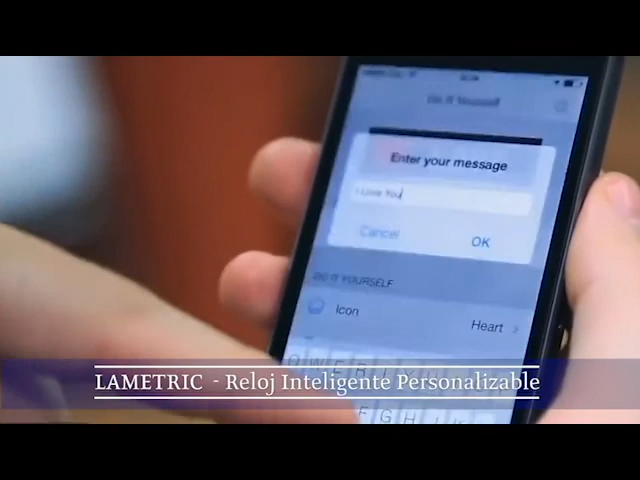 Do It Yourself
Enter your message
I Love You
Cancel
OK
DO IT YOURSELF
Icon
Heart
LAMETRIC - Reloj Inteligente Personalizable